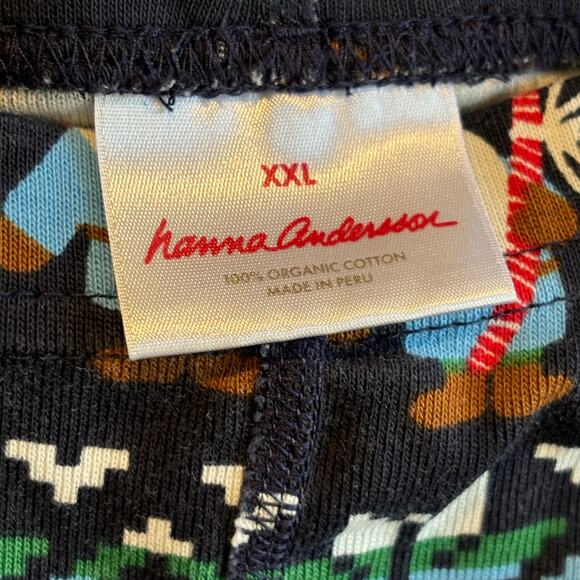 XXL
hanna andersson
100% ORGANIC COTTON
MADE IN PERU